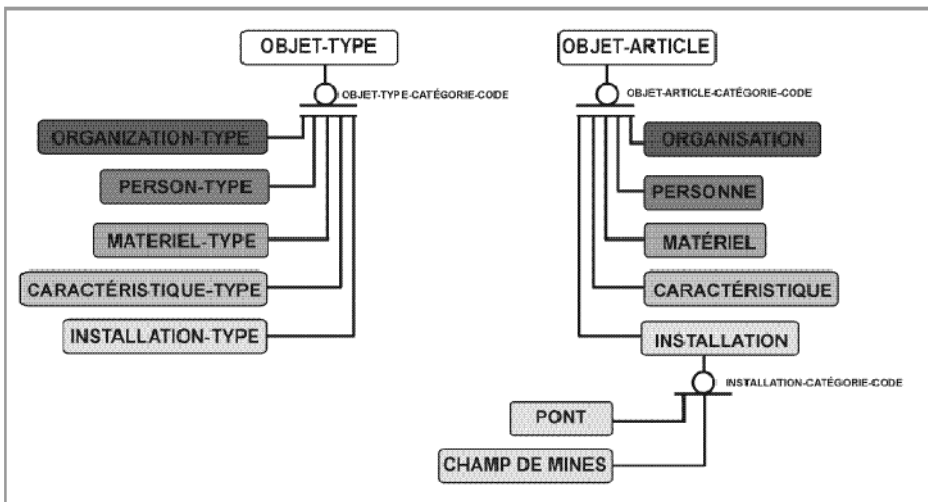 OBJET-TYPE
OBJET-TYPE-CATÉGORIE-CODE
ORGANIZATION-TYPE
PERSON-TYPE
MATERIEL-TYPE
CARACTÉRISTIQUE-TYPE
INSTALLATION-TYPE
OBJET-ARTICLE
OBJET-ARTICLE-CATÉGORIE-CODE
ORGANISATION
PERSONNE
MATÉRIEL
CARACTÉRISTIQUE
INSTALLATION
INSTALLATION-CATÉGORIE-CODE
PONT
CHAMP DE MINES